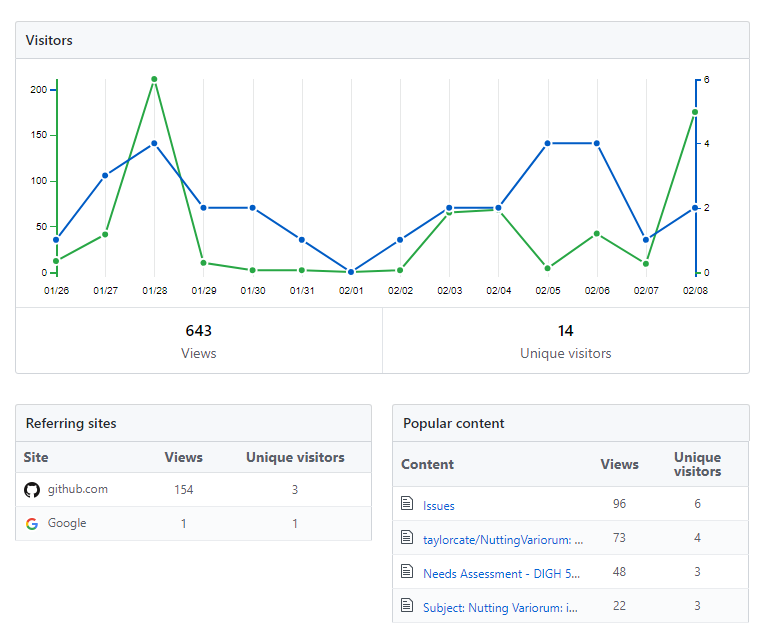 Visitors
200 6
150 4
100
50 2
0 0
01/26 01/27 01/28 01/29 01/30 01/31 02/01 02/02 02/03 02/04 02/05 02/06 02/07 02/08
643 14
Views Unique visitors
Referring sites
Site Views Unique visitors
github.com 154 3
Google 1 1
Popular content
Content Views Unique
visitors
Issues 96 6
taylorcate/NuttingVariorum: ... 73 4
Needs Assessment - DIGH 5... 48 3
Subject: Nutting Variorum: i... 22 3